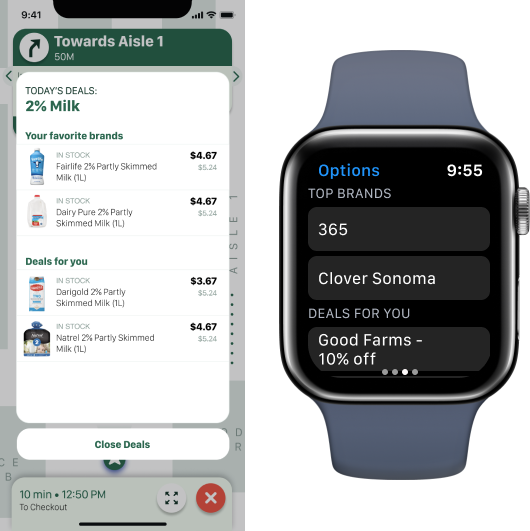 9:41
Towards Aisle 1
50M
TODAY'S DEALS:
2% Milk
Your favorite brands
IN STOCK
$4.67
Fairlife 2% Partly Skimmed
$5.24
Milk (1L)
IN STOCK
$4.67
Dairy Pure 2% Partly
$5.24
Skimmed Milk (1L)
AISLE 1
Deals for you
IN STOCK
$3.67
Darigold 2% Partly
$5.24
Skimmed Milk (1L)
IN STOCK
$4.67
Natrel 2% Partly Skimmed
$5.24
Milk (1L)
Close Deals
10 min • 12:50 PM
To Checkout
Options
9:55
TOP BRANDS
365
Clover Sonoma
DEALS FOR YOU
Good Farms -
10% off